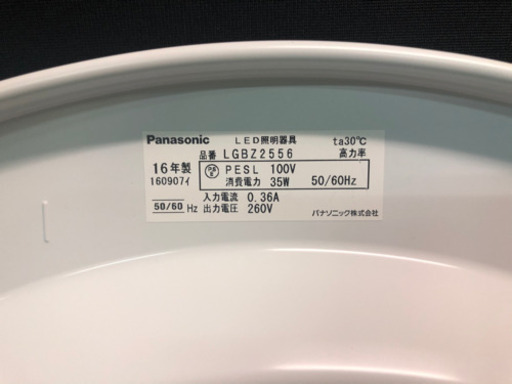 Panasonic LED照明器具 ta30℃
品番 LGBZ2556 高力率
16年製 PS E PESL 100V
160907イ 消費電力 35W 50/60Hz
入力電流 0.36A
50/60 Hz 出力電圧 260V パナソニック株式会社